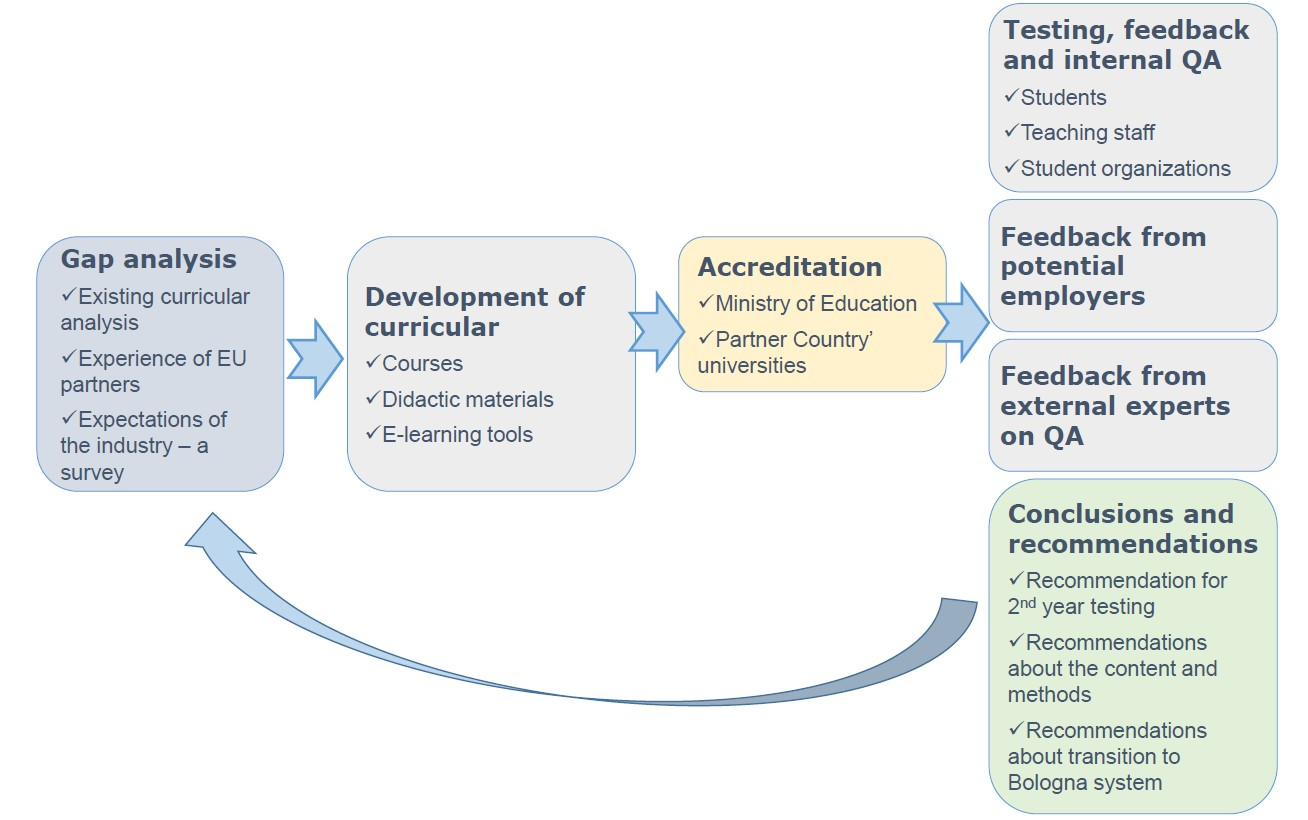 Gap analysis
✓Existing curricular
analysis
✓Experience of EU
partners
✓Expectations of
the industry – a
survey
Development of
curricular
✓Courses
✓Didactic materials
✓E-learning tools
Accreditation
✓Ministry of Education
✓Partner Country’
universities
Testing, feedback
and internal QA
✓Students
✓Teaching staff
✓Student organizations
Feedback from
potential
employers
Feedback from
external experts
on QA
Conclusions and
recommendations
✓Recommendation for
2nd year testing
✓Recommendations
about the content and
methods
✓Recommendations
about transition to
Bologna system